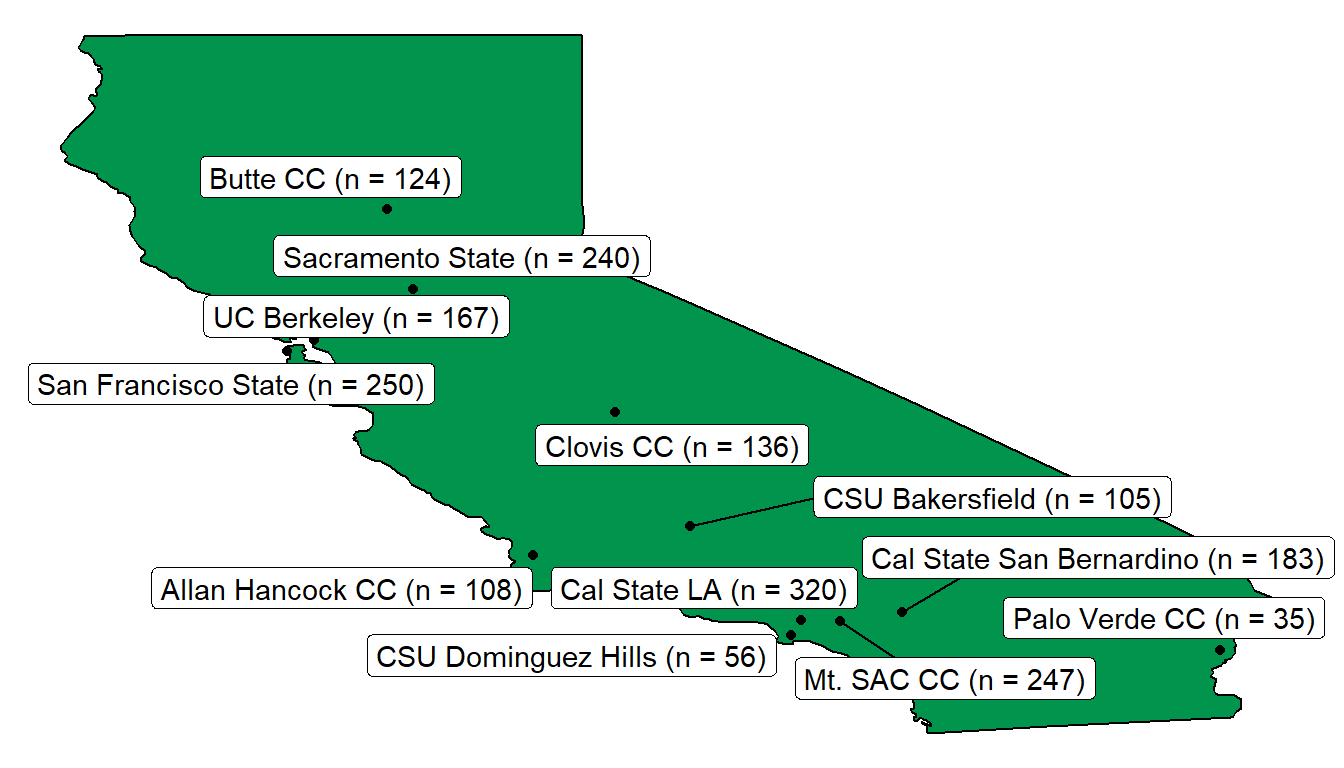 Butte CC (n = 124)
Sacramento State (n = 240)
UC Berkeley (n = 167)
San Francisco State (n = 250)
Clovis CC (n = 136)
CSU Bakersfield (n = 105)
Cal State San Bernardino (n = 183)
Allan Hancock CC (n = 108)
Cal State LA (n = 320)
Palo Verde CC (n = 35)
CSU Dominguez Hills (n = 56)
Mt. SAC CC (n = 247)